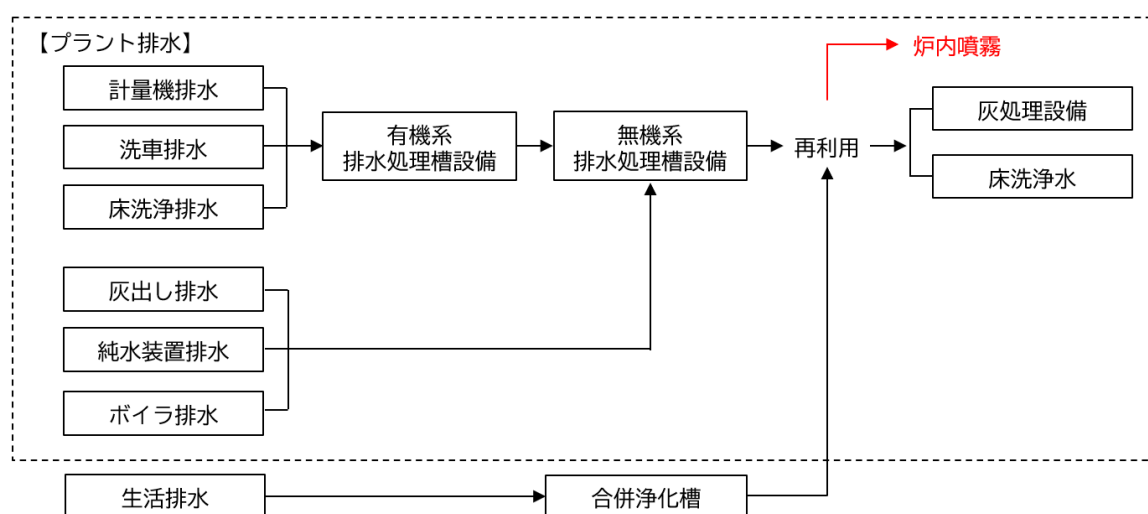 【プラント排水】
計量機排水
洗車排水
床洗浄排水
灰出し排水
純水装置排水
ボイラ排水
有機系
排水処理槽設備
無機系
排水処理槽設備
再利用
炉内噴霧
灰処理設備
床洗浄水
生活排水
合併浄化槽